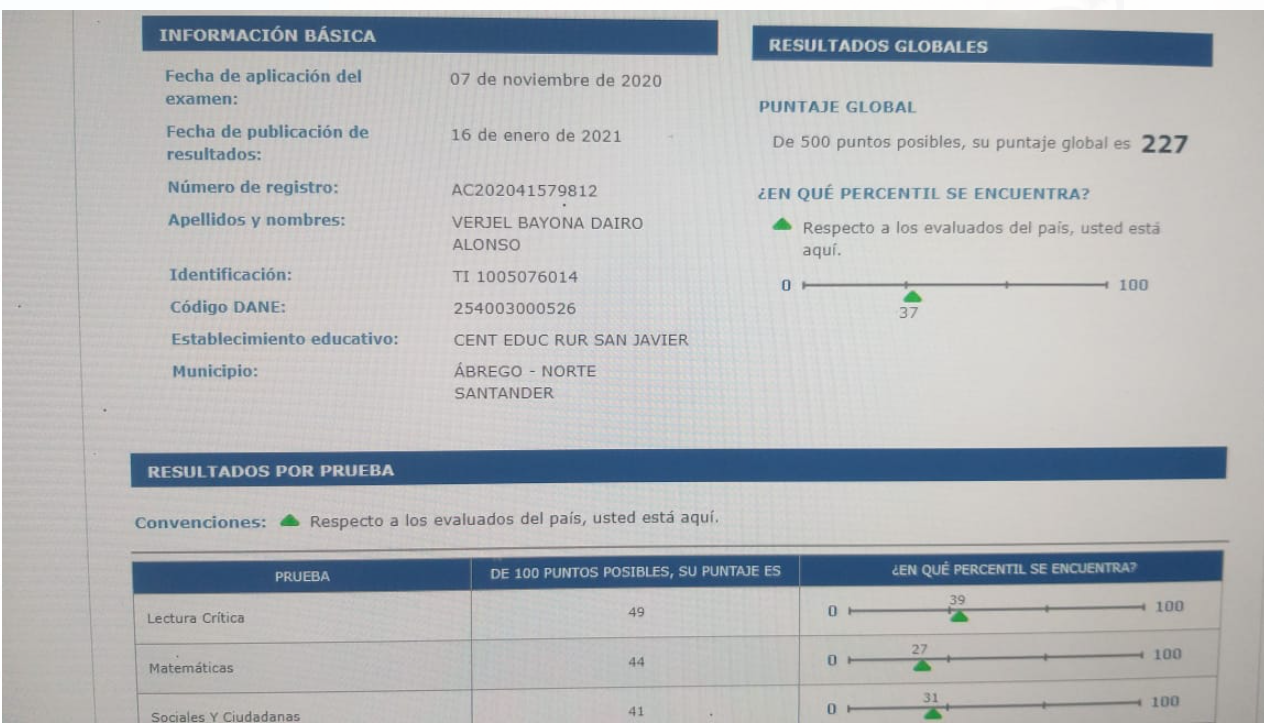 INFORMACIÓN BÁSICA
Fecha de aplicación del
examen:
07 de noviembre de 2020
Fecha de publicación de
resultados:
16 de enero de 2021
Número de registro:
AC202041579812
Apellidos y nombres:
VERJEL BAYONA DAIRO
ALONSO
Identificación:
TI 1005076014
Código DANE:
254003000526
Establecimiento educativo:
CENT EDUC RUR SAN JAVIER
Municipio:
ÁBREGO - NORTE
SANTANDER
RESULTADOS GLOBALES
PUNTAJE GLOBAL
De 500 puntos posibles, su puntaje global es 227
¿EN QUÉ PERCENTIL SE ENCUENTRA?
Respecto a los evaluados del país, usted está
aquí.
0 100
37
RESULTADOS POR PRUEBA
Convenciones: Respecto a los evaluados del país, usted está aquí.
PRUEBA DE 100 PUNTOS POSIBLES, SU PUNTAJE ES ¿EN QUÉ PERCENTIL SE ENCUENTRA?
Lectura Crítica 49 0 39 100
Matemáticas 44 0 27 100
Sociales Y Ciudadanas 41 0 31 100